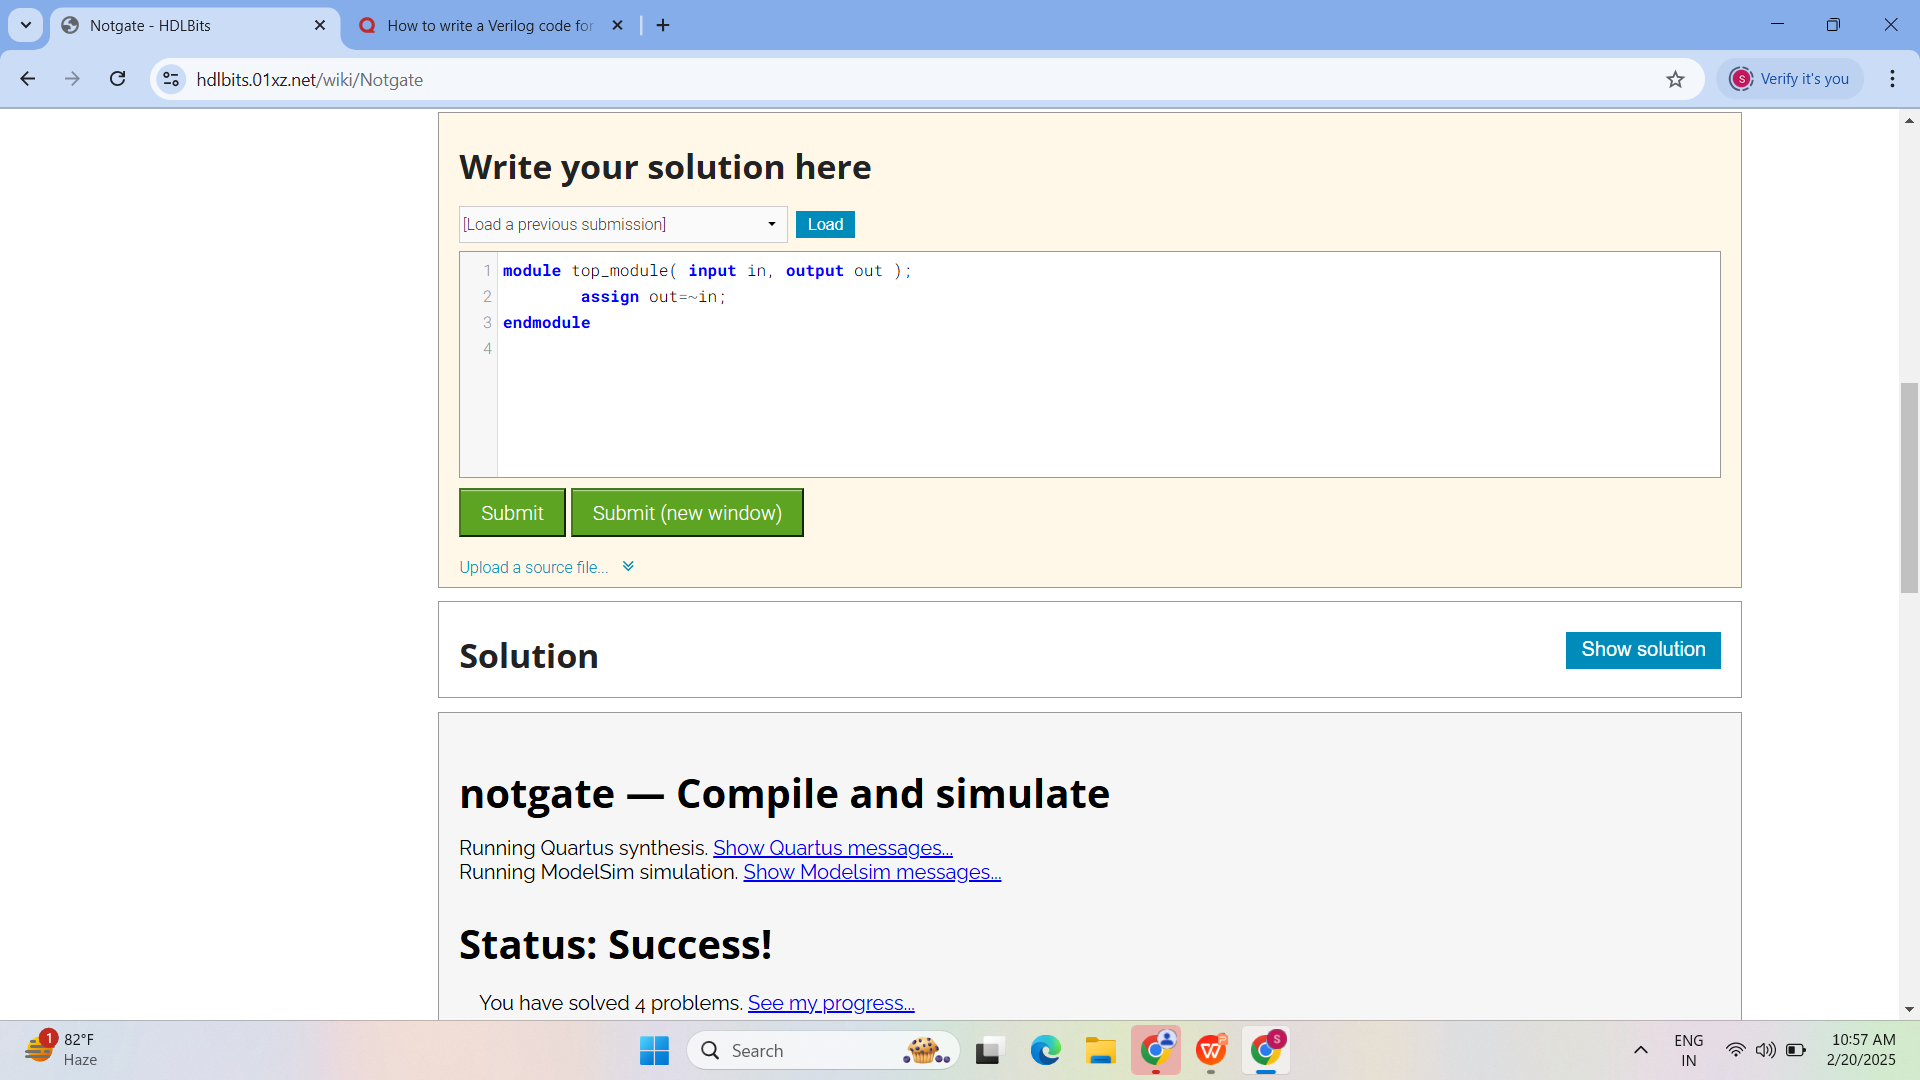 Notgate - HDLBits
How to write a Verilog code for
hdlbits.01xz.net/wiki/Notgate
S
Verify it's you
Write your solution here
[Load a previous submission]
Load
1 module top_module( input in, output out );
2 assign out=~in;
3 endmodule
4
Submit
Submit (new window)
Upload a source file...
Solution
Show solution
notgate — Compile and simulate
Running Quartus synthesis. Show Quartus messages...
Running ModelSim simulation. Show Modelsim messages...
Status: Success!
You have solved 4 problems. See my progress...
1
82°F
Haze
Search
W
P
S
ENG
IN
10:57 AM
2/20/2025